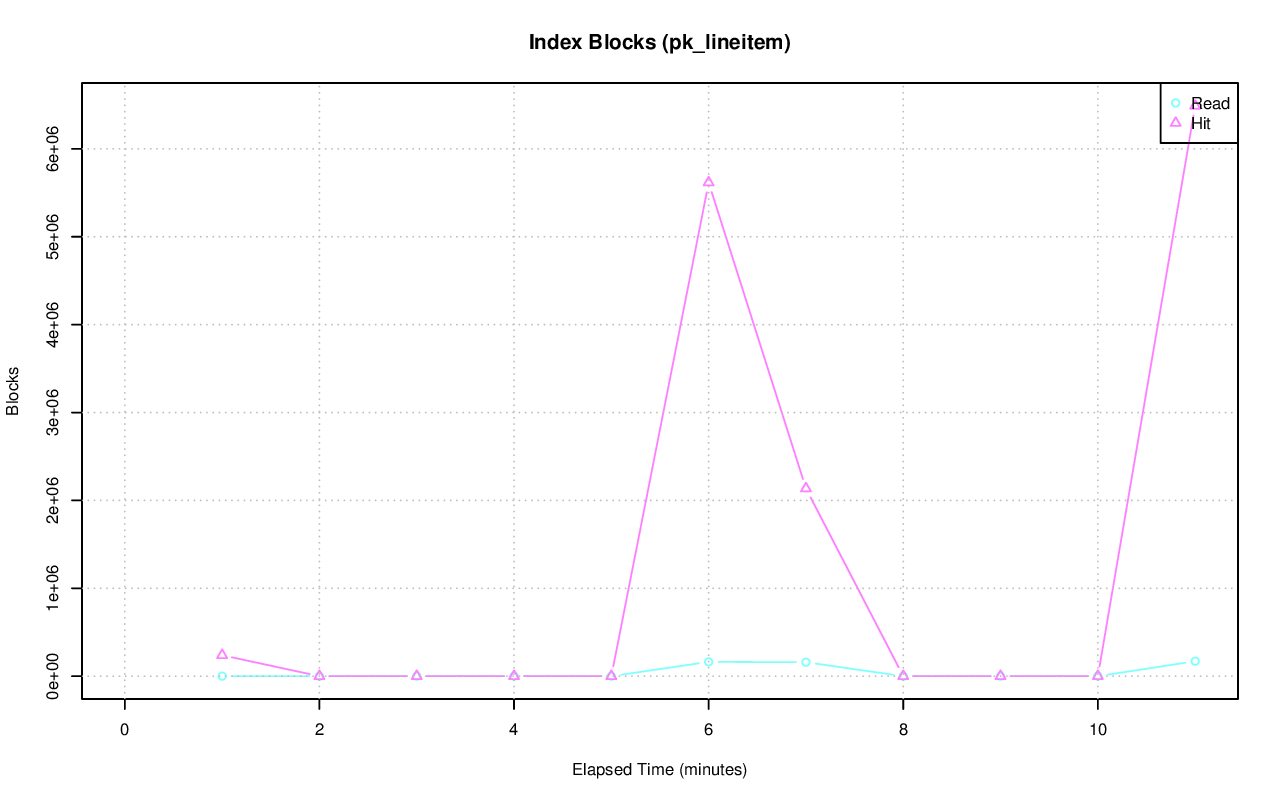 Index Blocks (pk_lineitem)
Read
Hit
6e+06
5e+06
4e+06
3e+06
2e+06
1e+06
0e+00
Blocks
0 2 4 6 8 10
Elapsed Time (minutes)